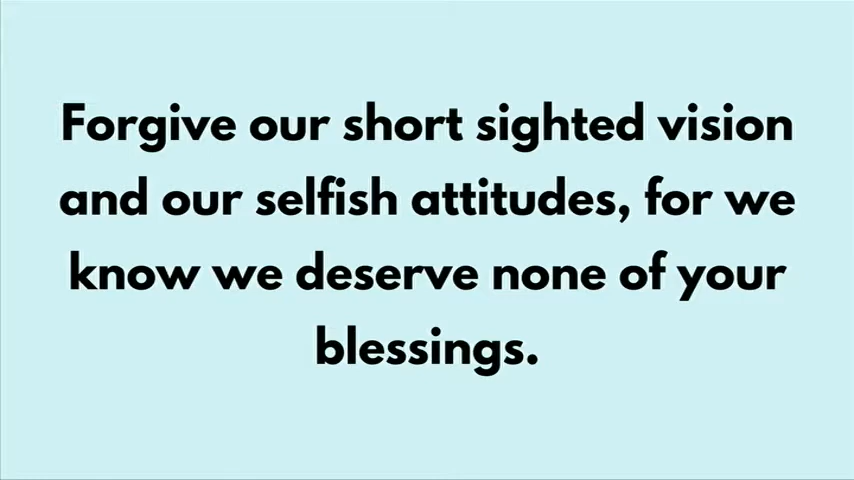 Forgive our short sighted vision
and our selfish attitudes, for we
know we deserve none of your
blessings.